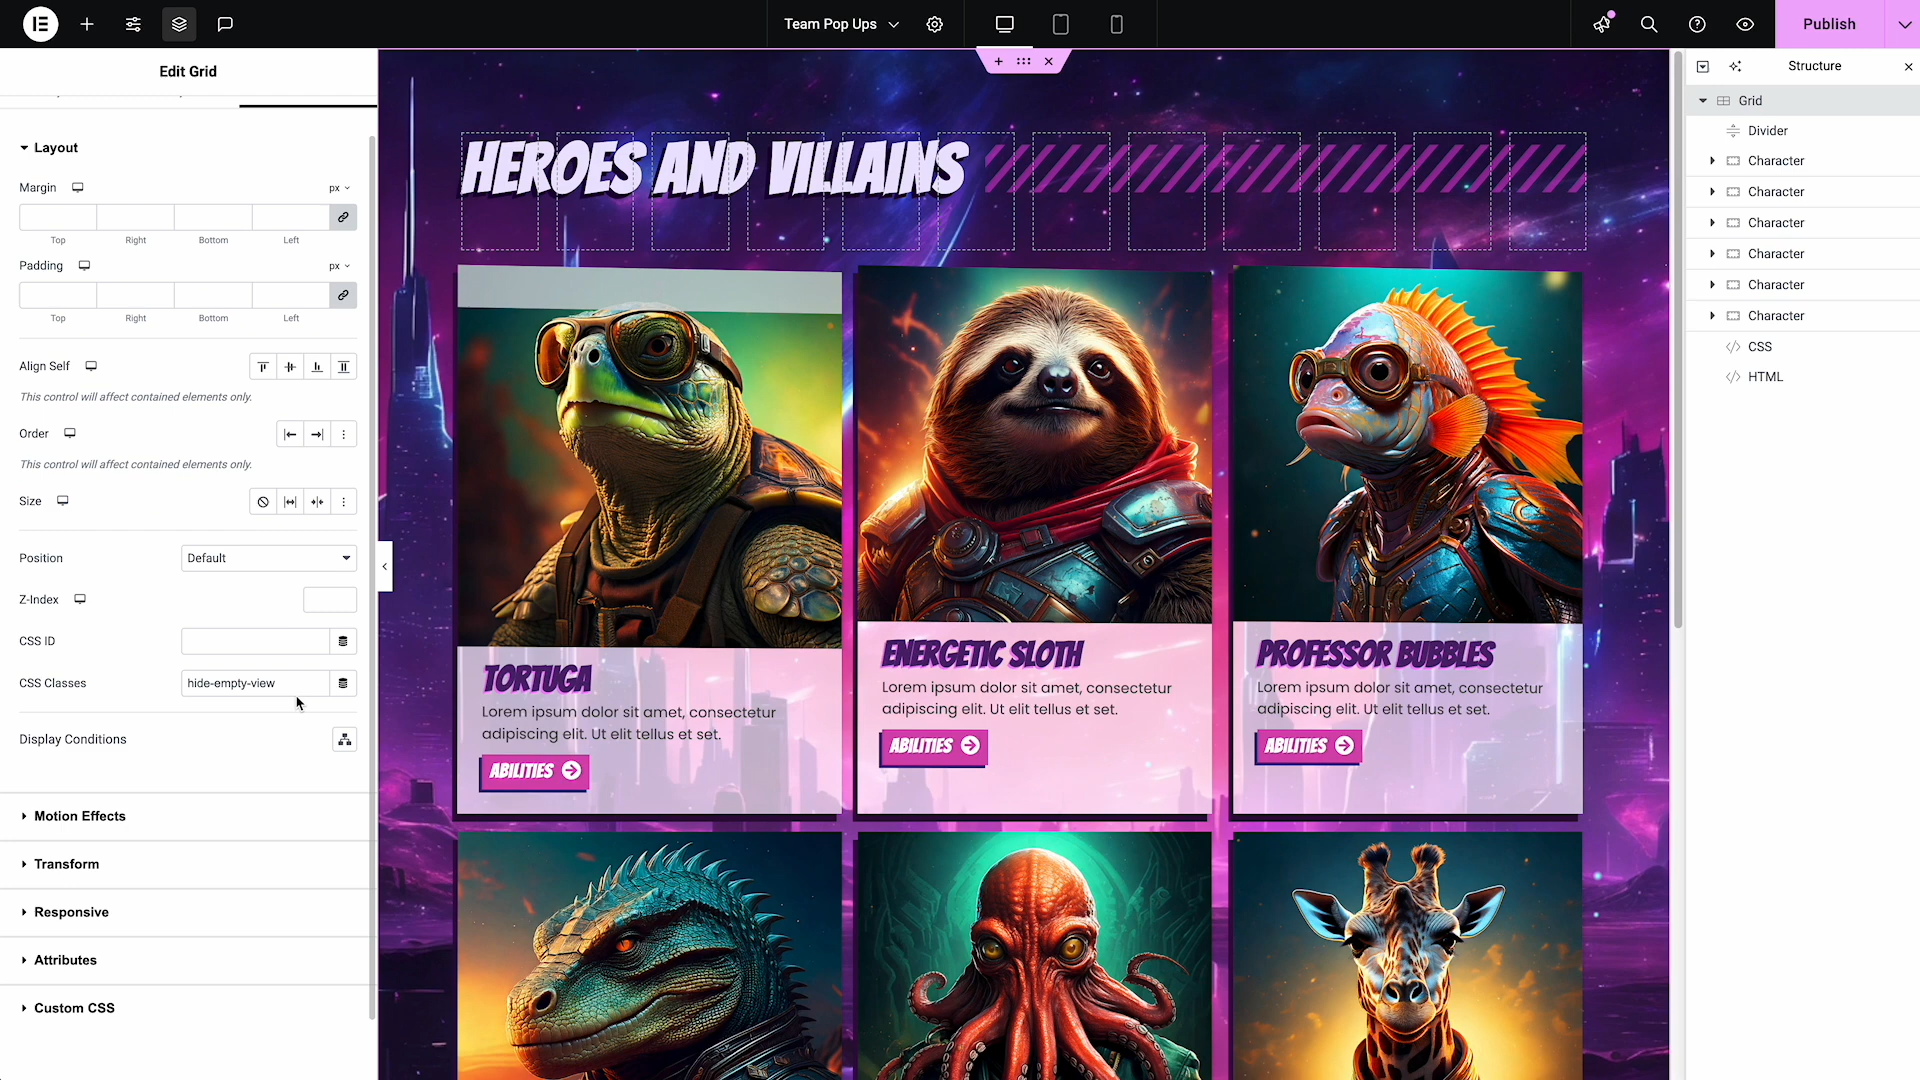 Team Pop Ups
Publish
Edit Grid
Structure
Layout
Margin
px
Top
Right
Bottom
Left
Padding
px
Top
Right
Bottom
Left
Align Self
This control will affect contained elements only.
Order
This control will affect contained elements only.
Size
Position
Default
Z-Index
CSS ID
CSS Classes
hide-empty-view
Display Conditions
Motion Effects
Transform
Responsive
Attributes
Custom CSS
HEROES AND VILLAINS
TORTUGA
Lorem ipsum dolor sit amet, consectetur
adipiscing elit. Ut elit tellus et set.
ABILITIES
ENERGETIC SLOTH
Lorem ipsum dolor sit amet, consectetur
adipiscing elit. Ut elit tellus et set.
ABILITIES
PROFESSOR BUBBLES
Lorem ipsum dolor sit amet, consectetur
adipiscing elit. Ut elit tellus et set.
ABILITIES
Grid
Divider
Character
Character
Character
Character
Character
Character
CSS
HTML